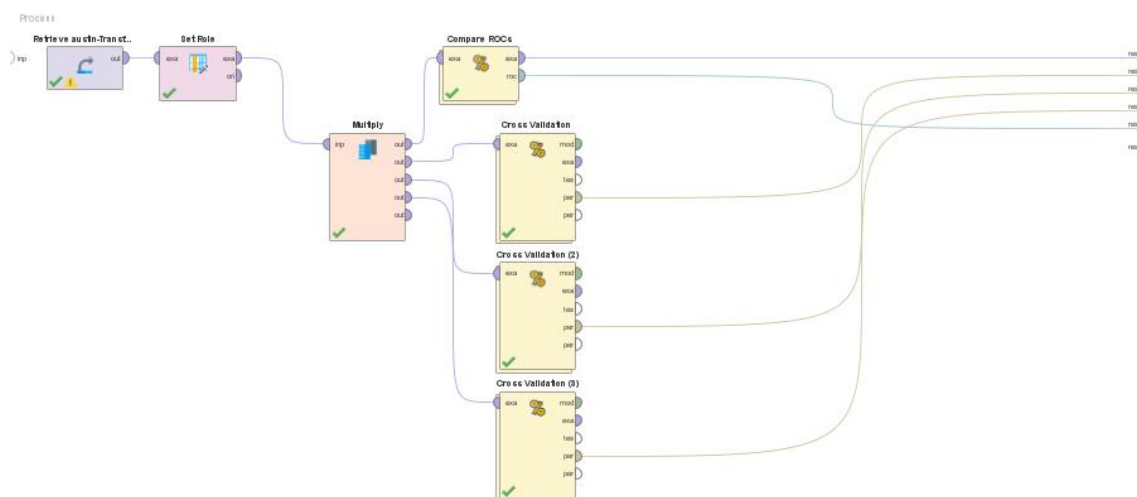 Process
Retrieve austin-Transf...
inp
out
Set Role
exa
exa
ori
Compare ROCs
exa
exa
roc
Multiply
inp
out
out
out
out
out
Cross Validation
exa
mod
exa
tes
per
per
Cross Validation (2)
exa
mod
exa
tes
per
per
Cross Validation (3)
exa
mod
exa
tes
per
per
res
res
res
res
res
res